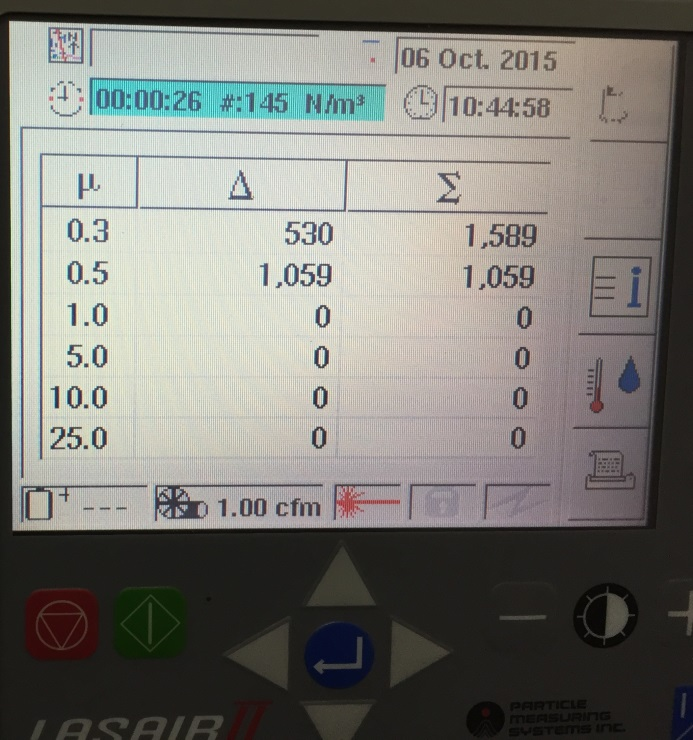 06 Oct. 2015
00:00:26 #:145 N/m³ 10:44:58
µ Δ Σ
0.3 530 1,589
0.5 1,059 1,059
1.0 0 0
5.0 0 0
10.0 0 0
25.0 0 0
+ --- 1.00 cfm
LASAIR II
PARTICLE
MEASURING
SYSTEMS INC.